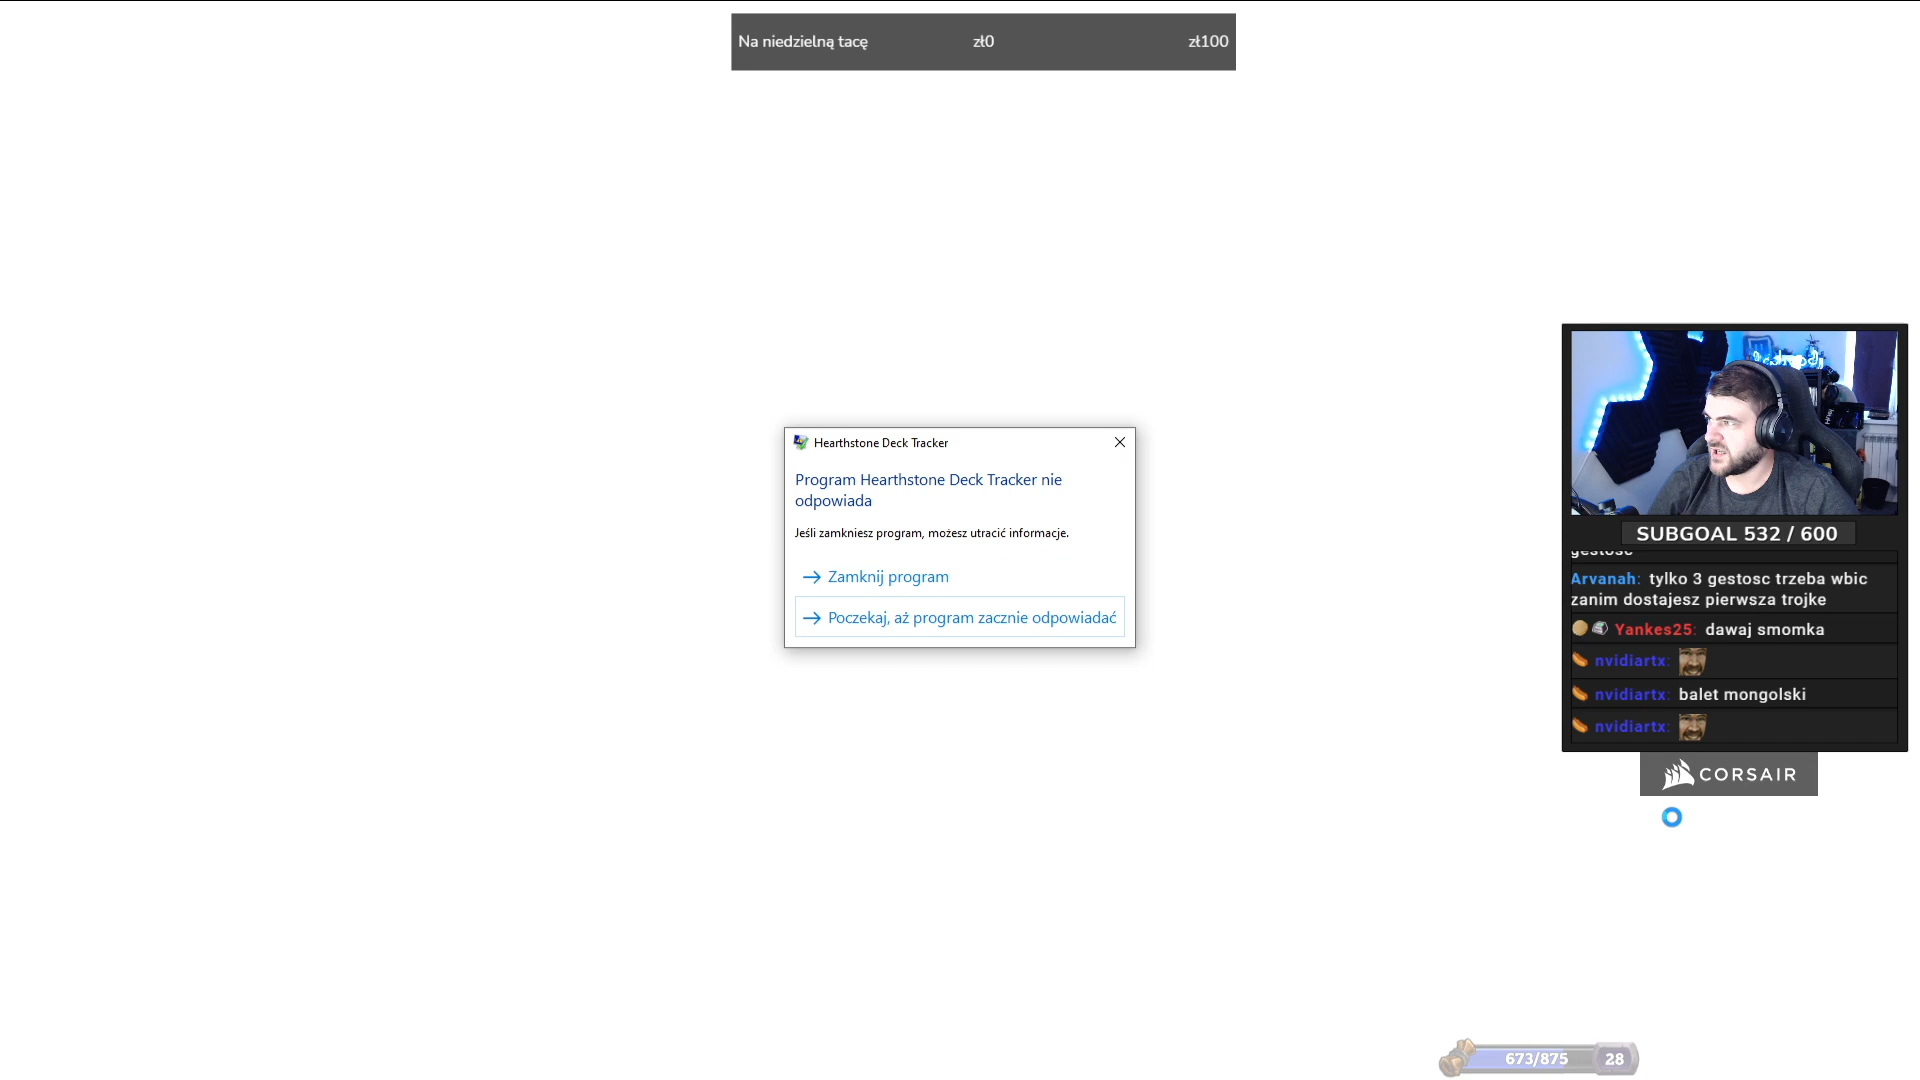 Na niedzielną tacę zł0 zł100
Hearthstone Deck Tracker
Program Hearthstone Deck Tracker nie
odpowiada
Jeśli zamkniesz program, możesz utracić informacje.
Zamknij program
Poczekaj, aż program zacznie odpowiadać
SUBGOAL 532 / 600
gestosc
Arvanah: tylko 3 gestosc trzeba wbic
zanim dostajesz pierwsza trojke
Yankes25: dawaj smomka
nvidiartx:
nvidiartx: balet mongolski
nvidiartx:
CORSAIR
673/875 28